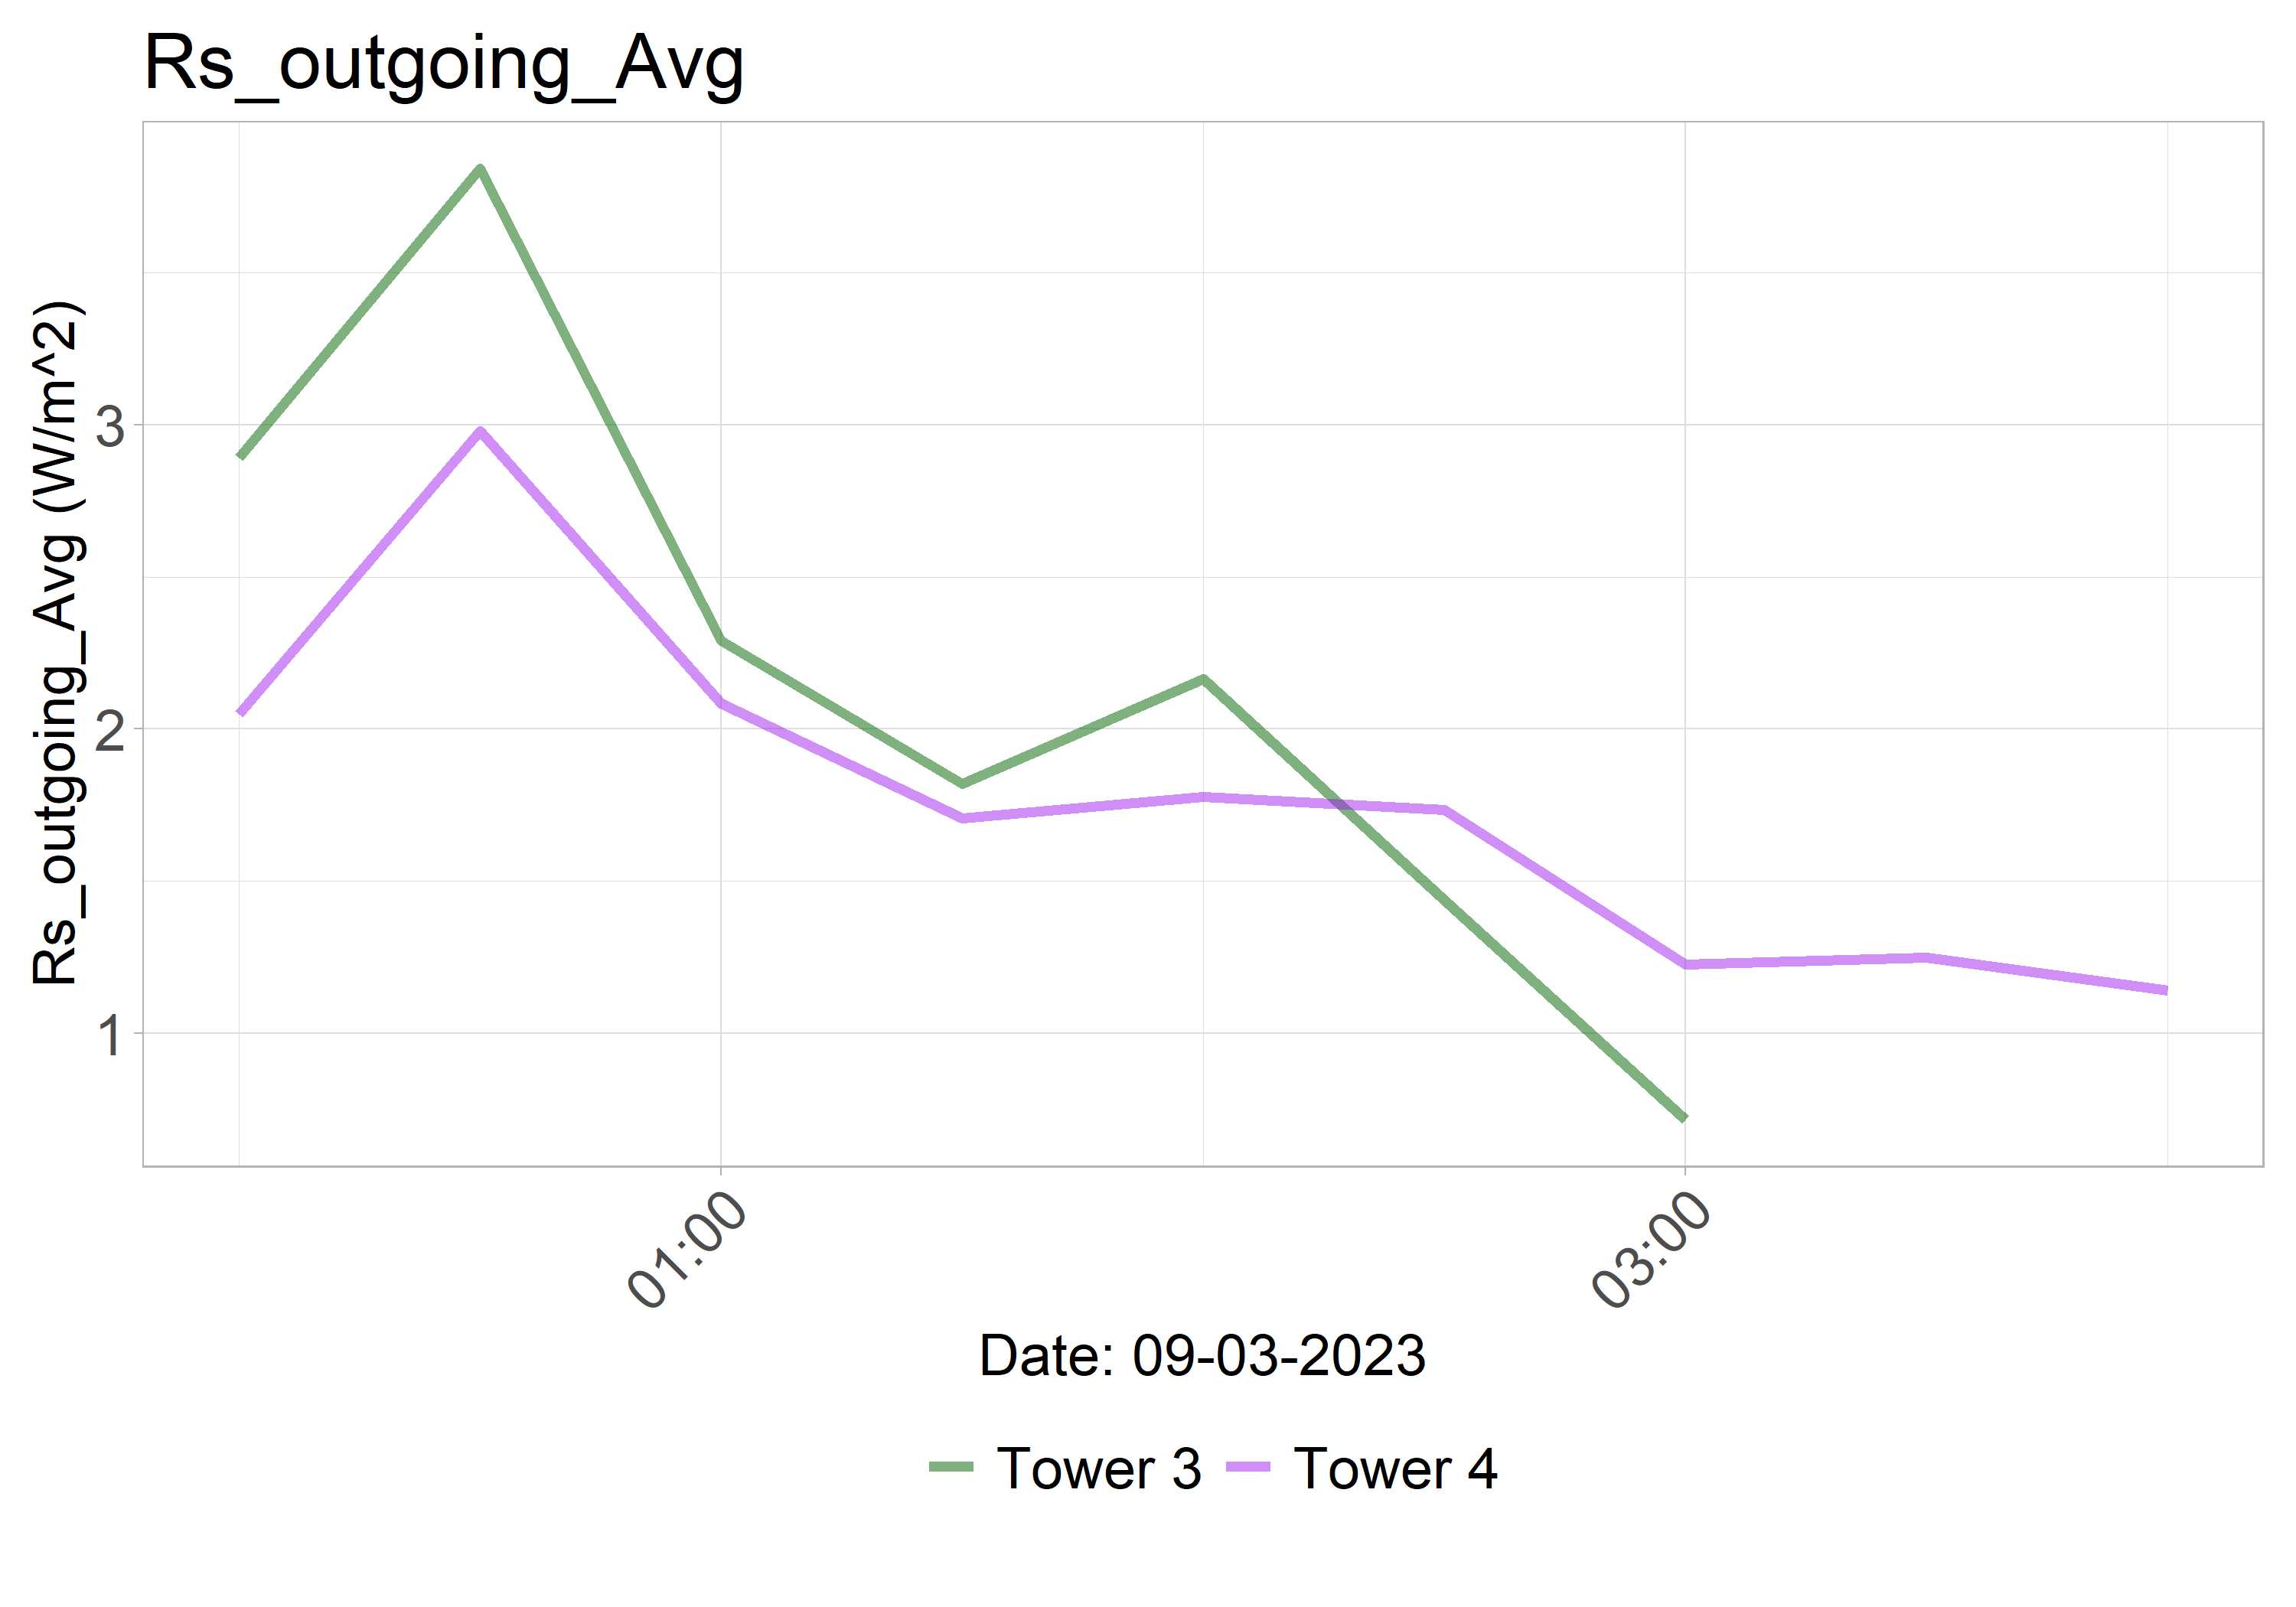 Rs_outgoing_Avg
Rs_outgoing_Avg (W/m^2)
3
2
1
01:00
03:00
Date: 09-03-2023
Tower 3
Tower 4